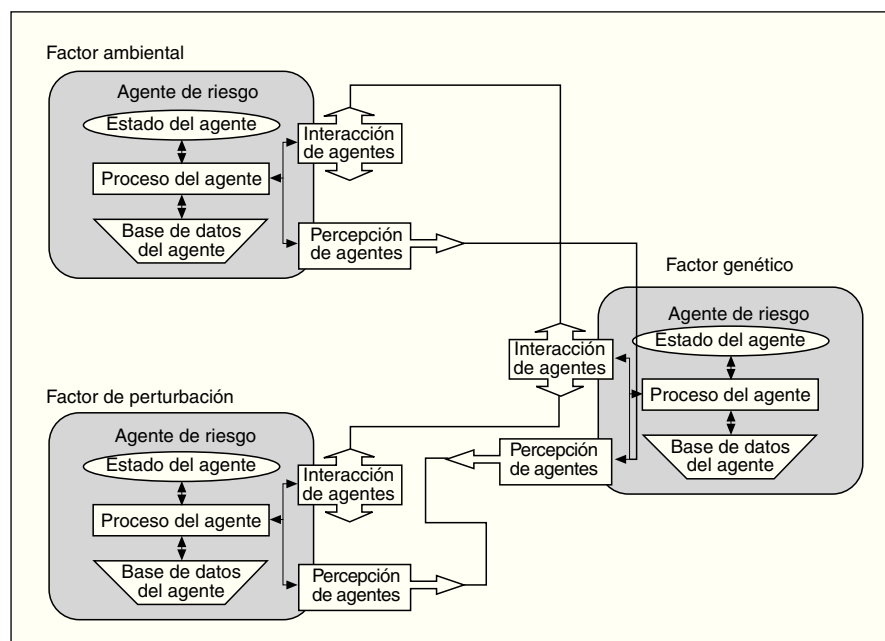 Factor ambiental
Agente de riesgo
Estado del agente
Proceso del agente
Base de datos
del agente
Interacción
de agentes
Percepción
de agentes
Factor genético
Agente de riesgo
Estado del agente
Proceso del agente
Base de datos
del agente
Interacción
de agentes
Percepción
de agentes
Factor de perturbación
Agente de riesgo
Estado del agente
Proceso del agente
Base de datos
del agente
Interacción
de agentes
Percepción
de agentes